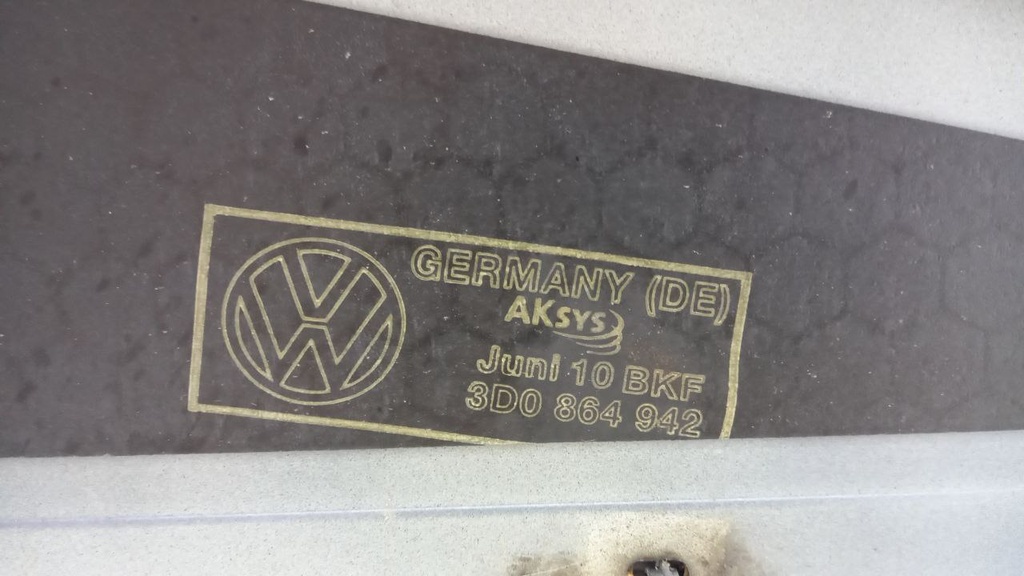 GERMANY (DE)
AKsys
Juni 10 BKF
3D0 864 942